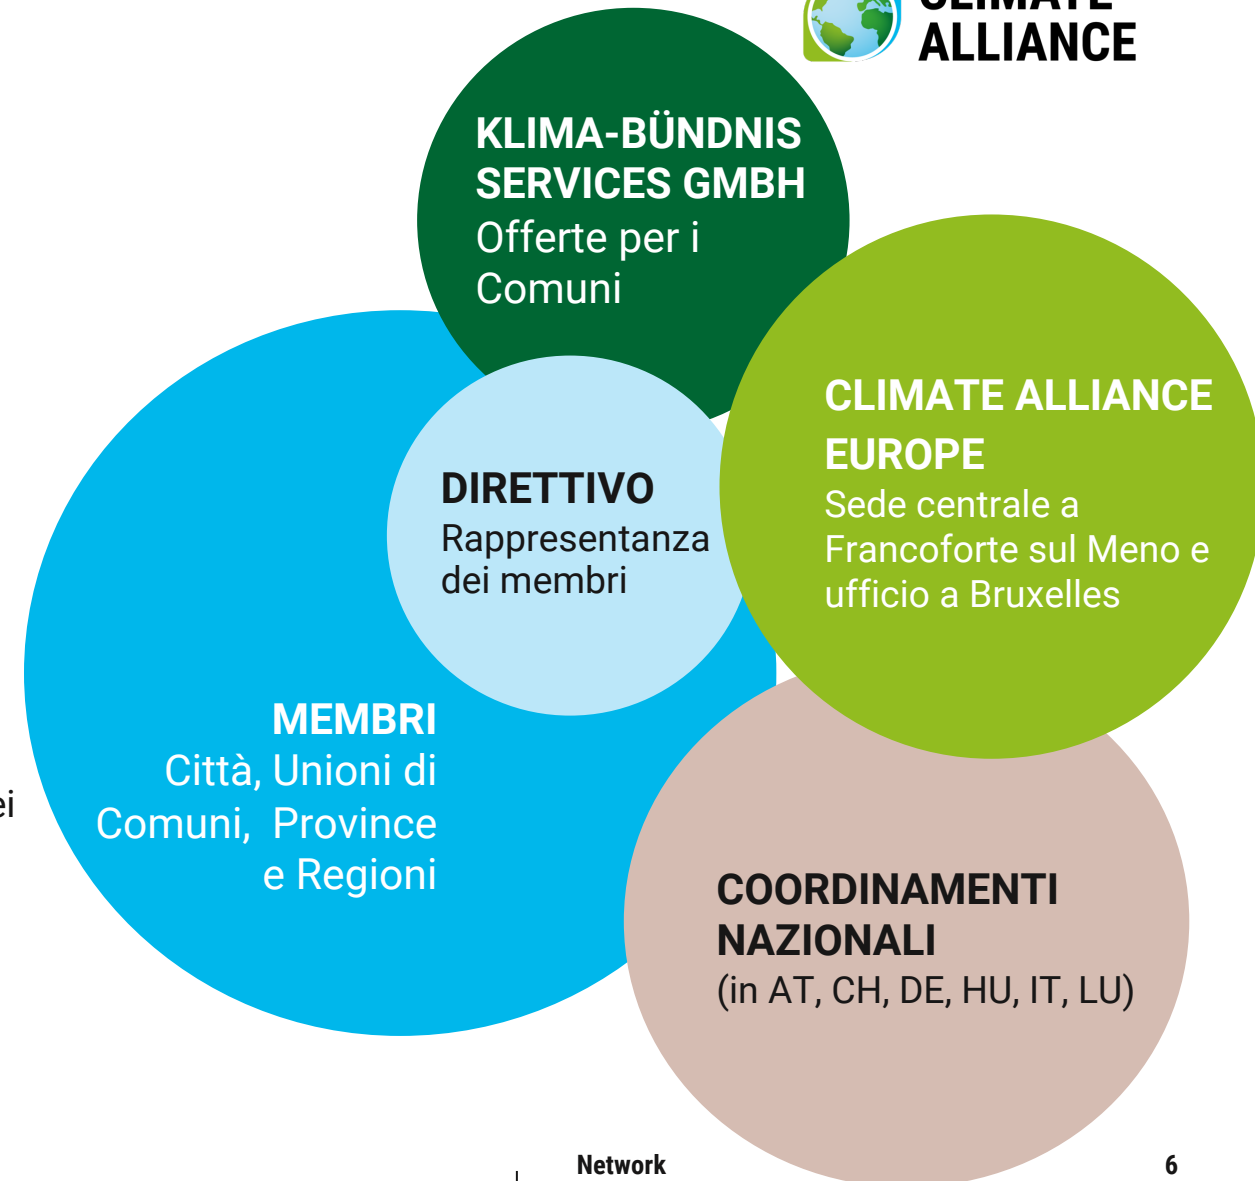 CLIMATE
ALLIANCE
KLIMA-BÜNDNIS
SERVICES GMBH
Offerte per i
Comuni
CLIMATE ALLIANCE
EUROPE
Sede centrale a
Francoforte sul Meno e
ufficio a Bruxelles
DIRETTIVO
Rappresentanza
dei membri
MEMBRI
Città, Unioni di
Comuni, Province
e Regioni
ei
COORDINAMENTI
NAZIONALI
(in AT, CH, DE, HU, IT, LU)
Network
6